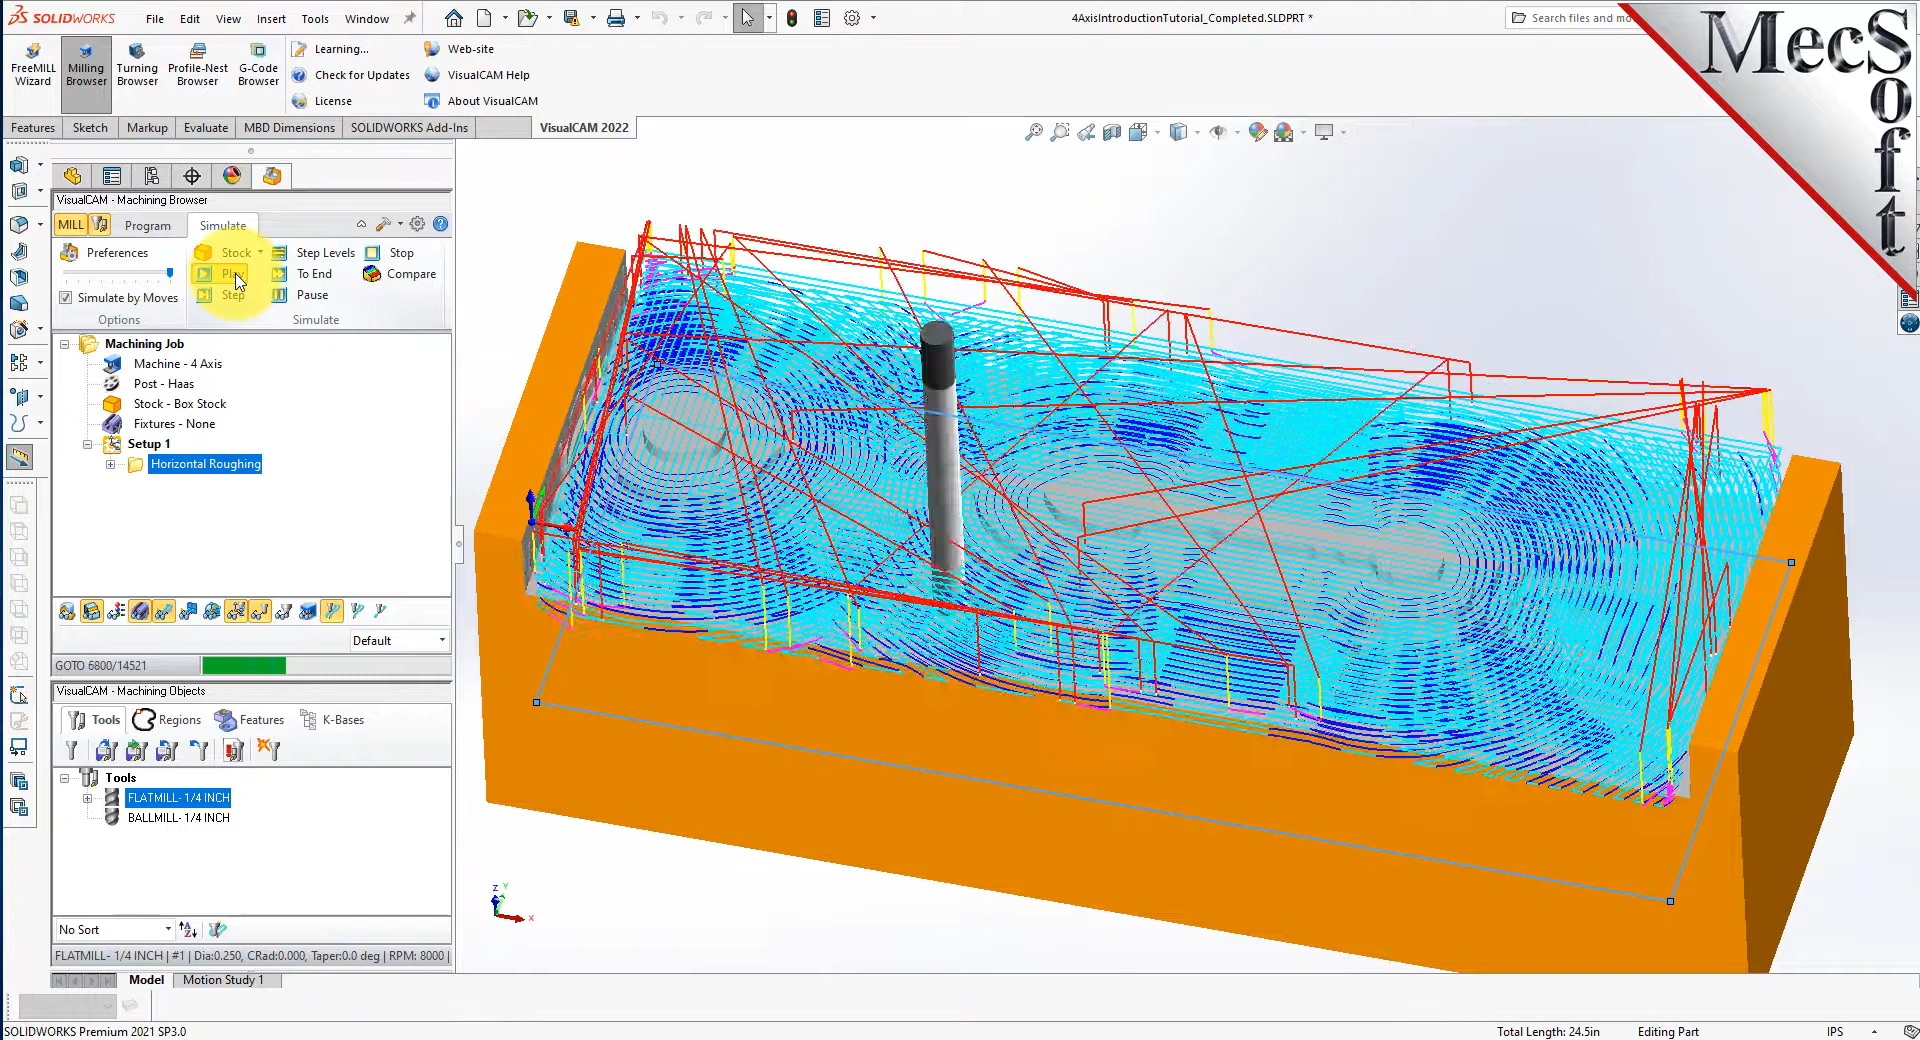 SOLIDWORKS File Edit View Insert Tools Window 4AxisIntroductionTutorial_Completed.SLDPRT * Search files and mo
MecSoft
FreeMILL Wizard
Milling Browser
Turning Browser
Profile-Nest Browser
G-Code Browser
Learning...
Check for Updates
License
Web-site
VisualCAM Help
About VisualCAM
Features Sketch Markup Evaluate MBD Dimensions SOLIDWORKS Add-Ins VisualCAM 2022
VisualCAM - Machining Browser
MILL Program Simulate
Preferences Stock Step Levels Stop
Play To End Compare
Simulate by Moves Step Pause
Options Simulate
Machining Job
Machine - 4 Axis
Post - Haas
Stock - Box Stock
Fixtures - None
Setup 1
Horizontal Roughing
Default
GOTO 6800/14521
VisualCAM - Machining Objects
Tools Regions Features K-Bases
Tools
FLATMILL- 1/4 INCH
BALLMILL- 1/4 INCH
Z Y
X
No Sort
FLATMILL- 1/4 INCH | #1 | Dia:0.250, CRad:0.000, Taper:0.0 deg | RPM: 8000 |
Model Motion Study 1
SOLIDWORKS Premium 2021 SP3.0 Total Length: 24.5in Editing Part IPS